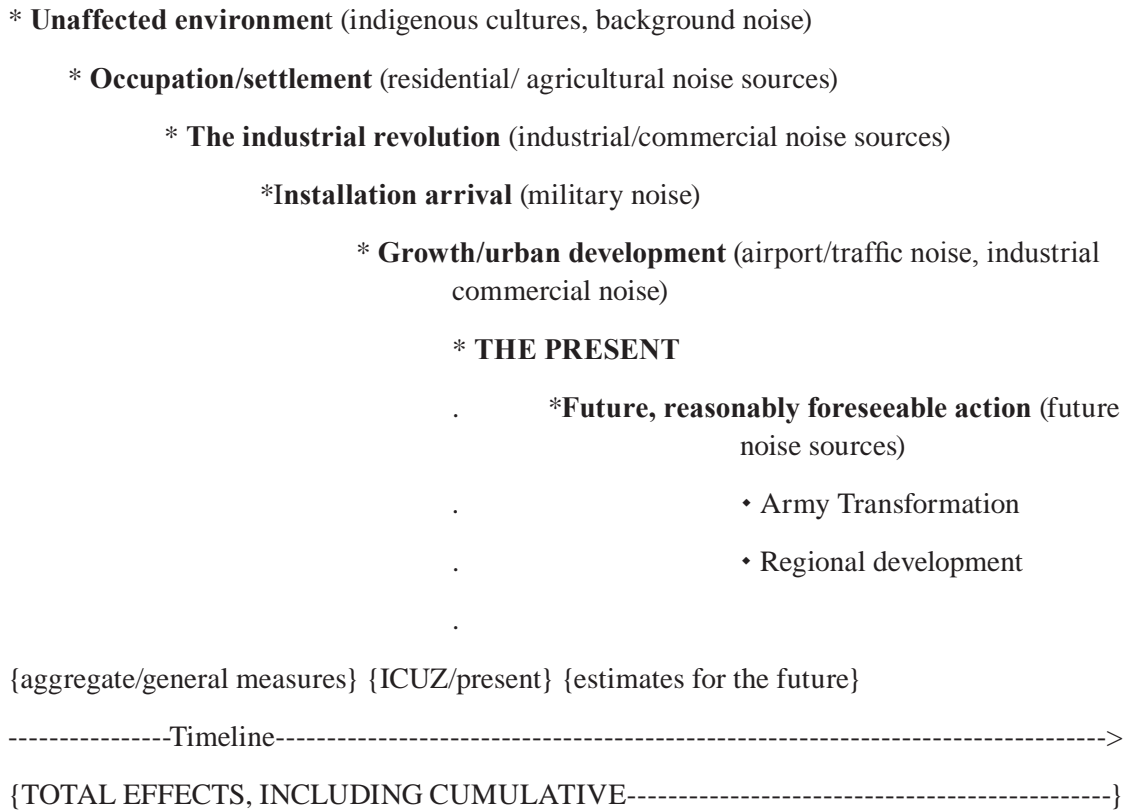 * Unaffected environment (indigenous cultures, background noise)
* Occupation/settlement (residential/ agricultural noise sources)
* The industrial revolution (industrial/commercial noise sources)
*Installation arrival (military noise)
* Growth/urban development (airport/traffic noise, industrial
commercial noise)
* THE PRESENT
. *Future, reasonably foreseeable action (future
noise sources)
. ⬩ Army Transformation
. ⬩ Regional development
.
{aggregate/general measures} {ICUZ/present} {estimates for the future}
----------------Timeline--------------------------------------------------------------------------------->
{TOTAL EFFECTS, INCLUDING CUMULATIVE-----------------------------------------------}